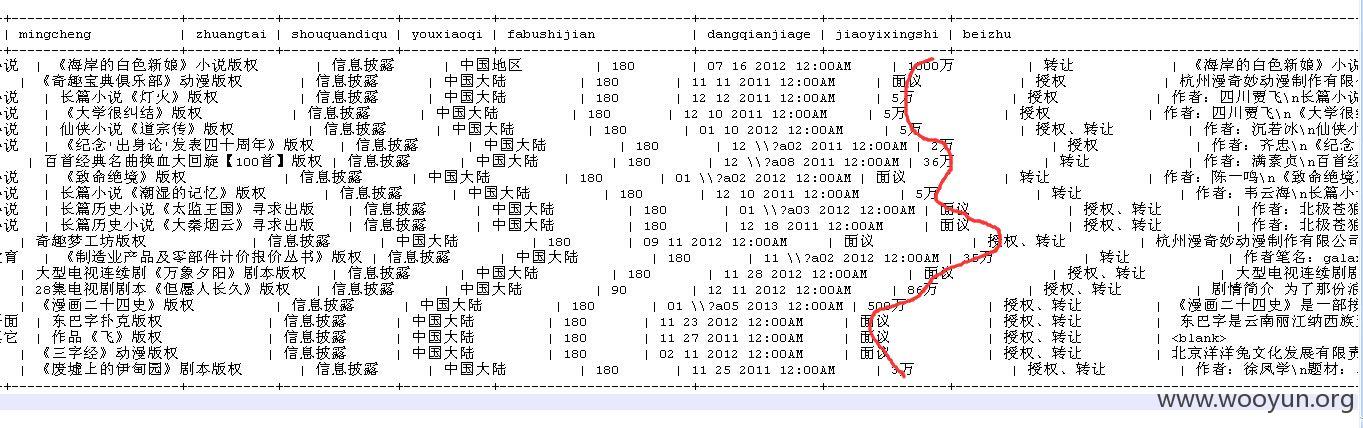 | mingcheng | zhuangtai | shouquandiqu | youxiaoqi | fabushijian | dangqianjiage | jiaoyixingshi | beizhu
小说 | 《海岸的白色新娘》小说版权 | 信息披露 | 中国地区 | 180 | 07 16 2012 12:00AM | 1000万 | 转让 《海岸的白色新娘》小说
| 《奇趣宝典俱乐部》动漫版权 | 信息披露 | 中国大陆 | 180 | 11 11 2011 12:00AM | 面议 | 授权 杭州漫奇妙动漫制作有限
小说 | 长篇小说《灯火》版权 | 信息披露 | 中国大陆 | 180 | 12 12 2011 12:00AM | 5万 | 授权 | 作者：四川贾飞\n长篇小说
小说 | 《大学很纠结》版权 | 信息披露 | 中国大陆 | 180 | 12 10 2011 12:00AM | 5万 | 授权 | 作者：四川贾飞\n《大学很
小说 | 仙侠小说《道宗传》版权 | 信息披露 | 中国大陆 | 180 | 01 10 2012 12:00AM | 5万 | 授权、转让 | 作者：沉若冰\n仙侠小
| 《纪念‘出身论’发表四十周年》版权 | 信息披露 | 中国大陆 | 180 | 12 \\?a02 2011 12:00AM | 2万 | 授权 | 作者：齐忠\n《纪念
| 百首经典名曲换血大回旋【100首】版权 | 信息披露 | 中国大陆 | 180 | 12 \\?a08 2011 12:00AM | 36万 | 转让 | 作者：满豪贞\n百首经
小说 | 《致命绝境》版权 | 信息披露 | 中国大陆 | 180 | 01 \\?a02 2012 12:00AM | 面议 | 转让 | 作者：陈一鸣\n《致命绝境》
小说 | 长篇小说《潮湿的记忆》版权 | 信息披露 | 中国大陆 | 180 | 12 10 2011 12:00AM | 5万 | 转让 | 作者：韦云海\n长篇小
小说 | 长篇历史小说《太监王国》寻求出版 | 信息披露 | 中国大陆 | 180 | 01 \\?a03 2012 12:00AM | 面议 | 授权、转让 | 作者：北极苍狼
小说 | 长篇历史小说《大秦烟云》寻求出版 | 信息披露 | 中国大陆 | 180 | 12 18 2011 12:00AM | 面议 | 授权、转让 | 作者：北极苍狼
| 奇趣梦工坊版权 | 信息披露 | 中国大陆 | 180 | 09 11 2012 12:00AM | 面议 | 授权、转让 | 杭州漫奇妙动漫制作有限公司
教育 | 《制造业产品及零部件计价报价丛书》版权 | 信息披露 | 中国大陆 | 180 | 11 \\?a02 2012 12:00AM | 35万 | 转让 | 作者笔名：gala
| 大型电视连续剧《万象夕阳》剧本版权 | 信息披露 | 中国大陆 | 180 | 11 28 2012 12:00AM | 面议 | 授权、转让 | 大型电视连续剧
| 28集电视剧剧本《但愿人长久》版权 | 信息披露 | 中国大陆 | 90 | 12 11 2012 12:00AM | 86万 | 授权、转让 | 剧情简介 为了那份
| 《漫画二十四史》版权 | 信息披露 | 中国大陆 | 180 | 01 \\?a05 2013 12:00AM | 500万 | 授权、转让 | 《漫画二十四史》是一部
面 | 东巴字扑克版权 | 信息披露 | 中国大陆 | 180 | 11 23 2012 12:00AM | 面议 | 授权、转让 | 东巴字是云南丽江纳西族
它 | 作品《飞》版权 | 信息披露 | 中国大陆 | 180 | 11 27 2011 12:00AM | 面议 | 授权、转让 | <blank>
| 《三字经》动漫版权 | 信息披露 | 中国大陆 | 180 | 02 11 2012 12:00AM | 面议 | 授权、转让 | 北京洋洋兔文化发展有限责
| 《废墟上的伊甸园》剧本版权 | 信息披露 | 中国大陆 | 180 | 11 25 2011 12:00AM | 3万 | 授权、转让 | 作者：徐凤学\n题材：
www.wooyun.org